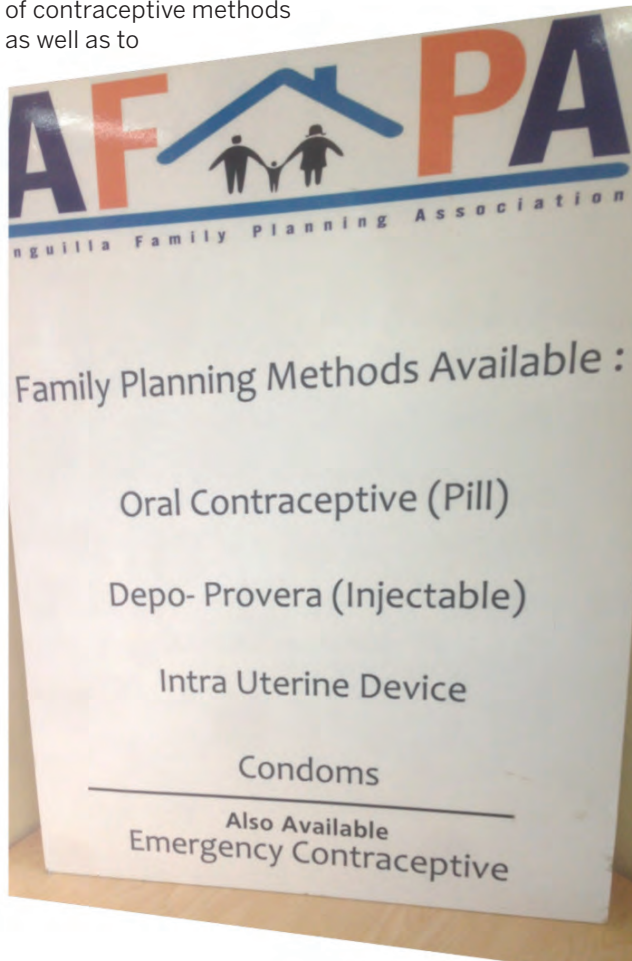 of contraceptive methods
as well as to
AF PA
nguilla Family Planning Association
Family Planning Methods Available :
Oral Contraceptive (Pill)
Depo- Provera (Injectable)
Intra Uterine Device
Condoms
Also Available
Emergency Contraceptive